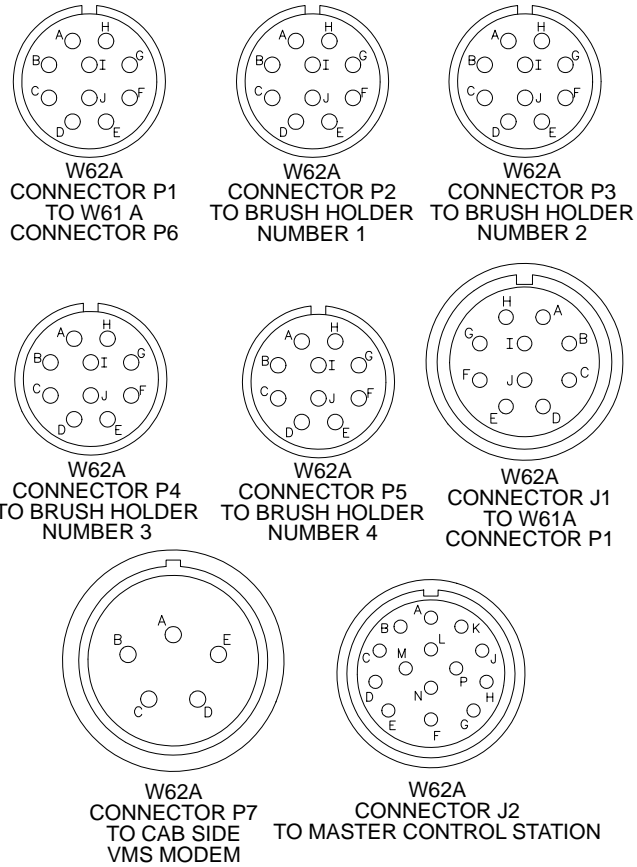 A H
B I G
C J F
D E
W62A
CONNECTOR P1
TO W61 A
CONNECTOR P6
A H
B I G
C J F
D E
W62A
CONNECTOR P2
TO BRUSH HOLDER
NUMBER 1
A H
B I G
C J F
D E
W62A
CONNECTOR P3
TO BRUSH HOLDER
NUMBER 2
A H
B I G
C J F
D E
W62A
CONNECTOR P4
TO BRUSH HOLDER
NUMBER 3
A H
B I G
C J F
D E
W62A
CONNECTOR P5
TO BRUSH HOLDER
NUMBER 4
H A
G I B
F J C
E D
W62A
CONNECTOR J1
TO W61A
CONNECTOR P1
A
B E
C D
W62A
CONNECTOR P7
TO CAB SIDE
VMS MODEM
A
B K
L
C M J
D N P H
E G
F
W62A
CONNECTOR J2
TO MASTER CONTROL STATION